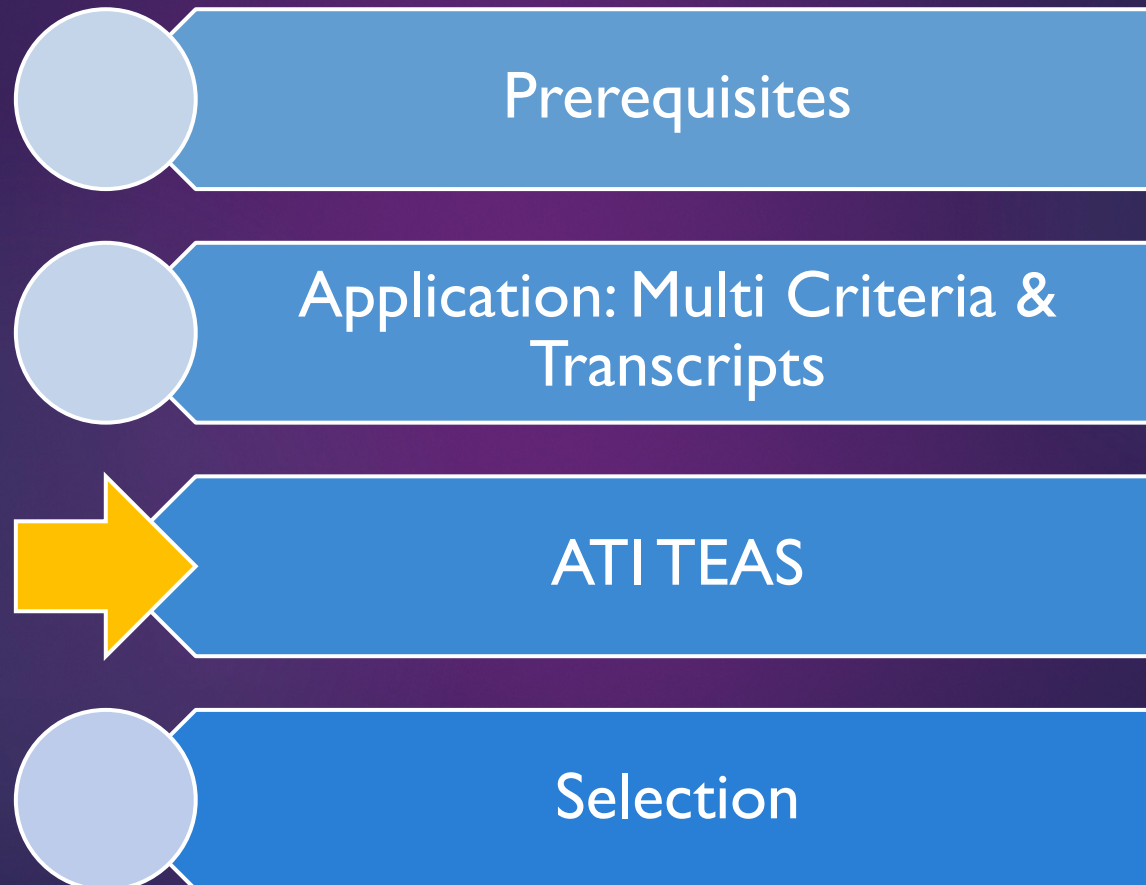 Prerequisites
Application: Multi Criteria &
Transcripts
ATI TEAS
Selection